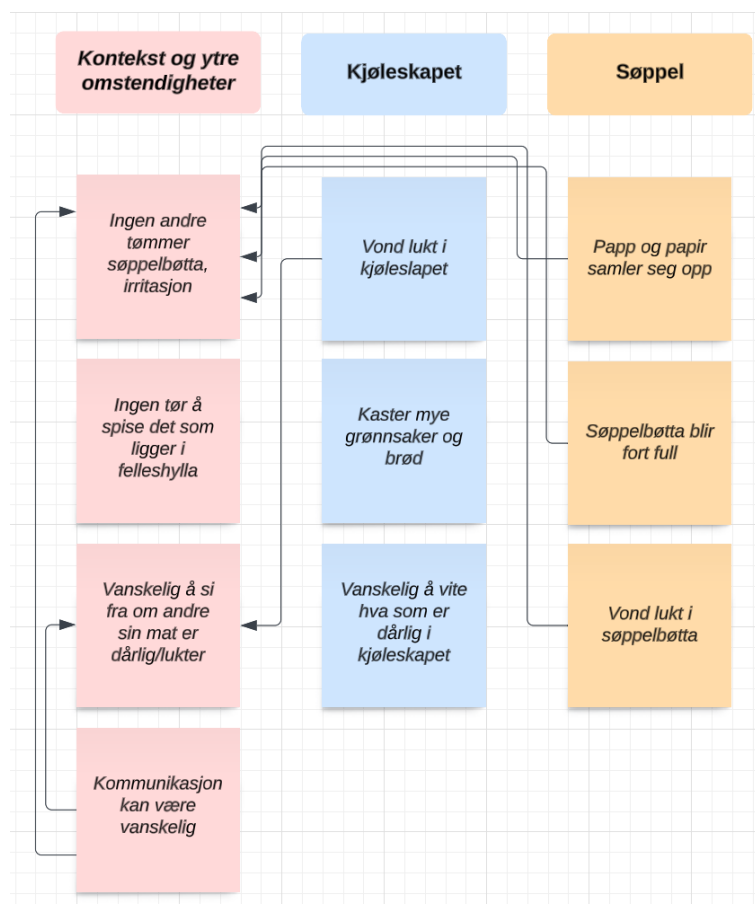 Kontekst og ytre
omstendigheter
Kjøleskapet
Søppel
Ingen andre
tømmer
søppelbøtta,
irritasjon
Vond lukt i
kjøleslapet
Papp og papir
samler seg opp
Ingen tør å
spise det som
ligger i
felleshylla
Kaster mye
grønnsaker og
brød
Søppelbøtta blir
fort full
Vanskelig å si
fra om andre
sin mat er
dårlig/lukter
Vanskelig å vite
hva som er
dårlig i
kjøleskapet
Vond lukt i
søppelbøtta
Kommunikasjon
kan være
vanskelig